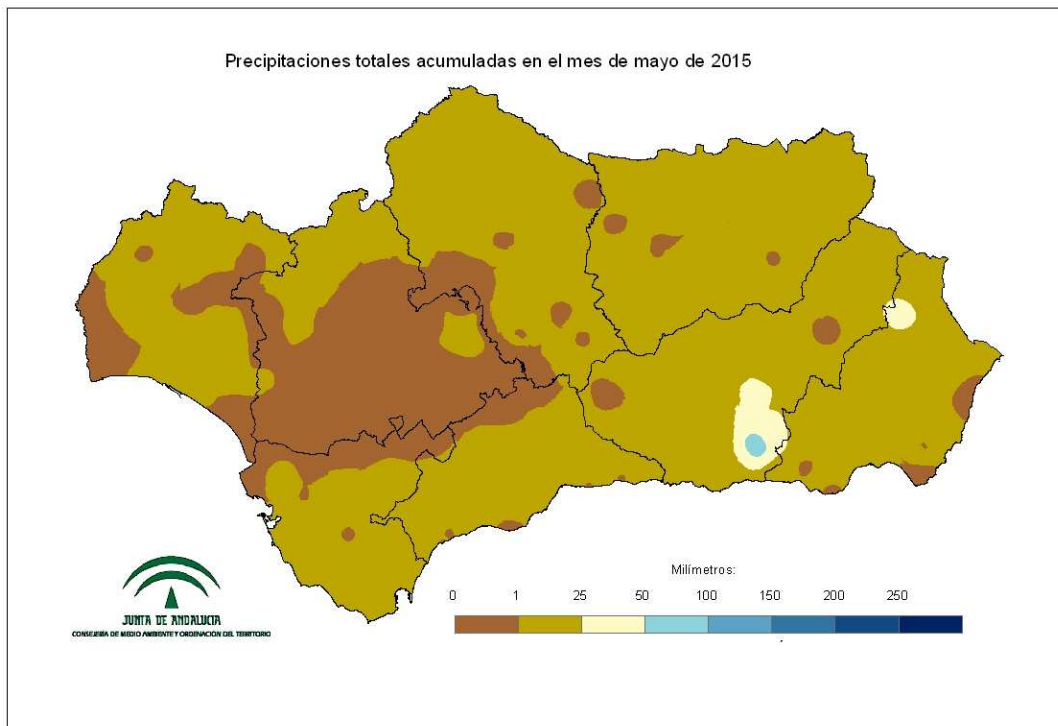 Precipitaciones totales acumuladas en el mes de mayo de 2015
Milímetros:
0 1 25 50 100 150 200 250
JUNTA DE ANDALUCIA
CONSEJERÍA DE MEDIO AMBIENTE Y ORDENACIÓN DEL TERRITORIO